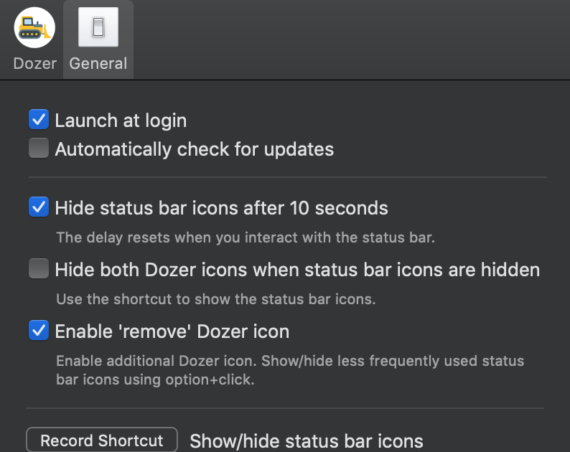 Dozer General
Launch at login
Automatically check for updates
Hide status bar icons after 10 seconds
The delay resets when you interact with the status bar.
Hide both Dozer icons when status bar icons are hidden
Use the shortcut to show the status bar icons.
Enable 'remove' Dozer icon
Enable additional Dozer icon. Show/hide less frequently used status
bar icons using option+click.
Record Shortcut Show/hide status bar icons